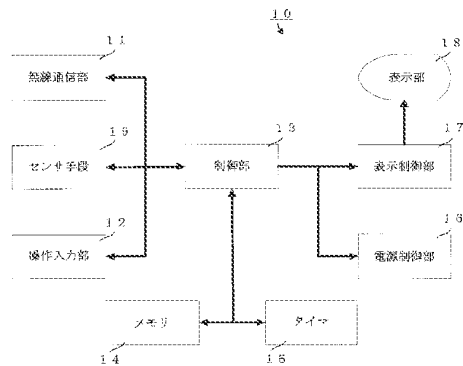 １０
１１
１８
無線通信部
表示部
１９
１３
１７
センサ手段
制御部
表示制御部
１２
１６
操作入力部
電源制御部
メモリ
タイマ
１４
１５